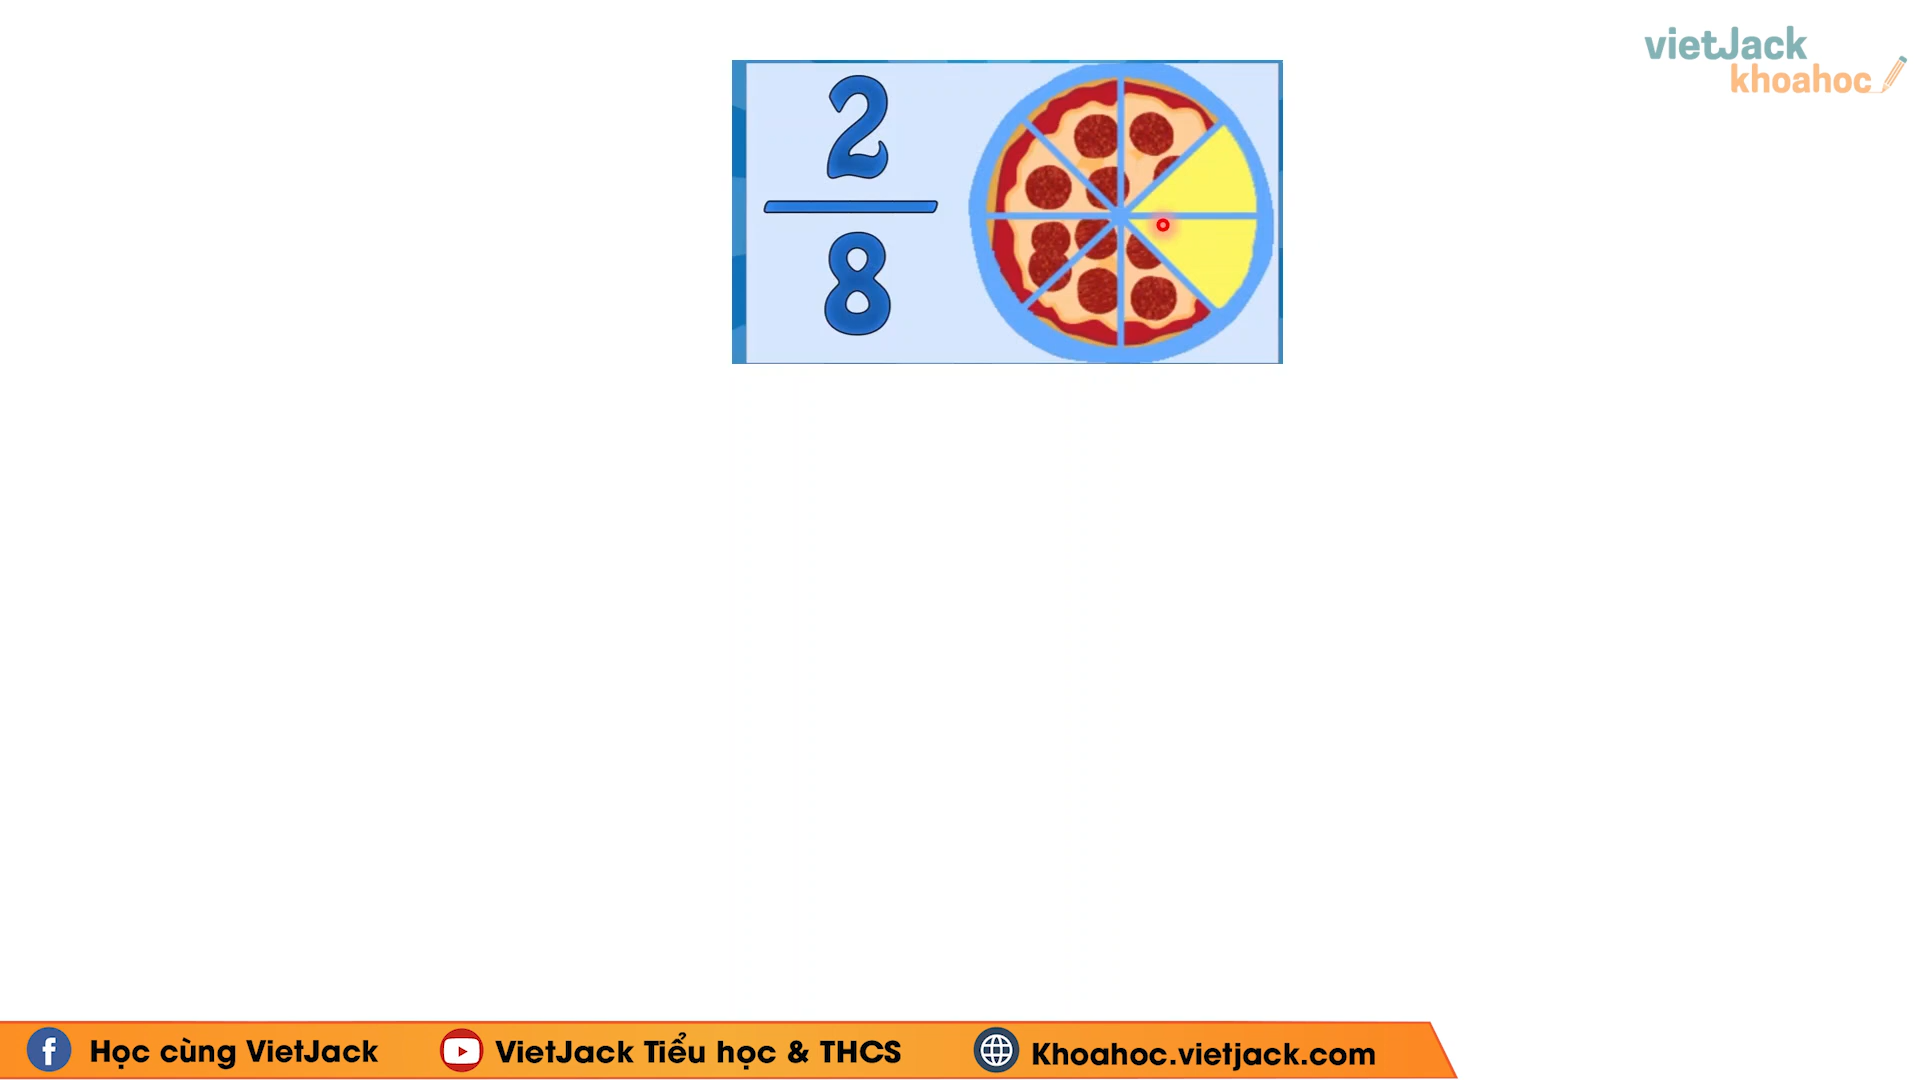 vietJack
khoahoc
2
8
Học cùng VietJack
VietJack Tiểu học & THCS
Khoahoc.vietjack.com